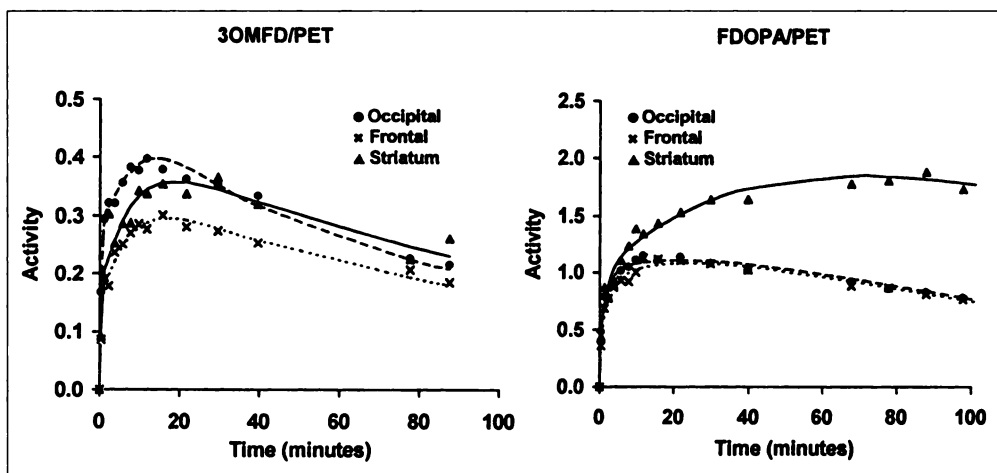 3OMFD/PET
0.5
0.4
0.3
0.2
0.1
0.0
Activity
● Occipital
× Frontal
▲ Striatum
0 20 40 60 80 100
Time (minutes)
FDOPA/PET
2.5
2.0
1.5
1.0
0.5
0.0
Activity
● Occipital
× Frontal
▲ Striatum
0 20 40 60 80 100
Time (minutes)